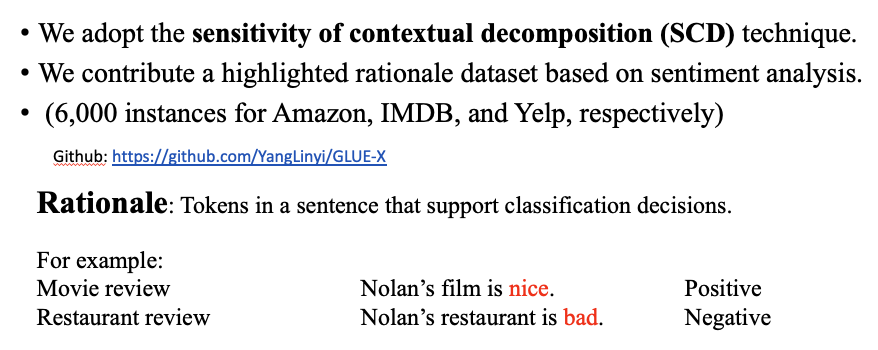 • We adopt the sensitivity of contextual decomposition (SCD) technique.
• We contribute a highlighted rationale dataset based on sentiment analysis.
• (6,000 instances for Amazon, IMDB, and Yelp, respectively)
Github: https://github.com/YangLinyi/GLUE-X
Rationale: Tokens in a sentence that support classification decisions.
For example:
Movie review Nolan’s film is nice. Positive
Restaurant review Nolan’s restaurant is bad. Negative